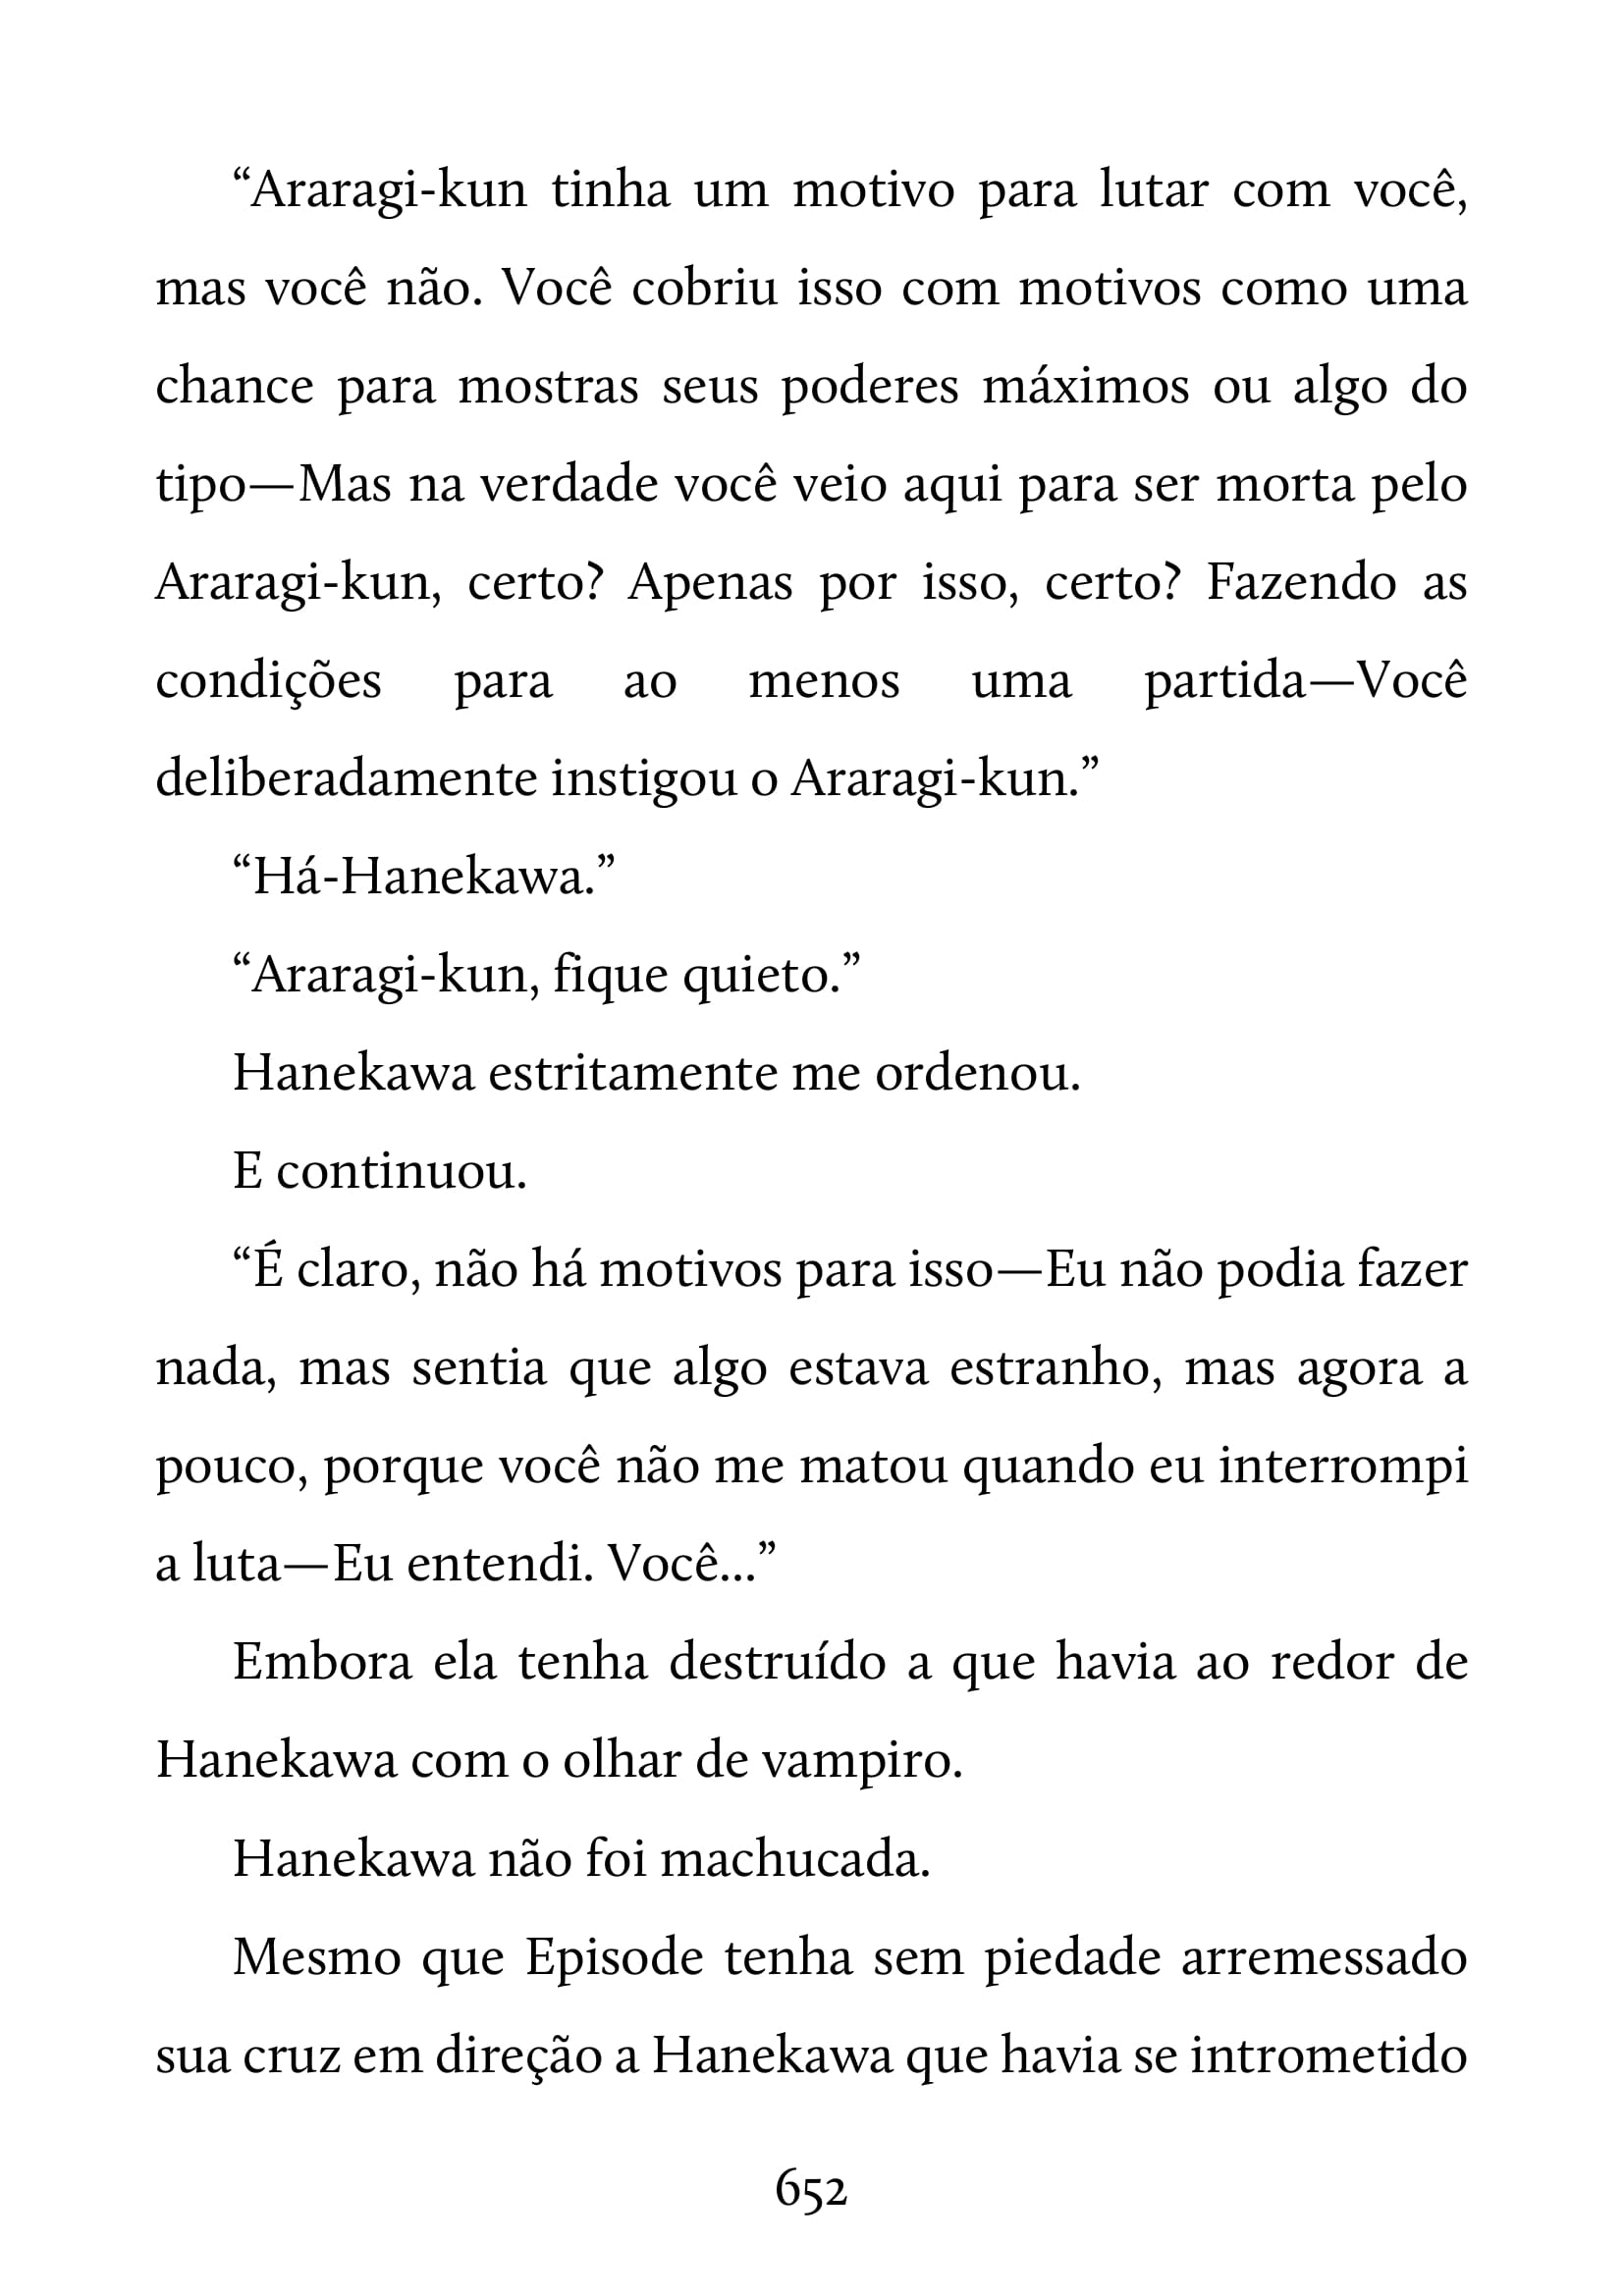 “Araragi-kun tinha um motivo para lutar com você,
mas você não. Você cobriu isso com motivos como uma
chance para mostras seus poderes máximos ou algo do
tipo—Mas na verdade você veio aqui para ser morta pelo
Araragi-kun, certo? Apenas por isso, certo? Fazendo as
condições para ao menos uma partida—Você
deliberadamente instigou o Araragi-kun.”
“Há-Hanekawa.”
“Araragi-kun, fique quieto.”
Hanekawa estritamente me ordenou.
E continuou.
“É claro, não há motivos para isso—Eu não podia fazer
nada, mas sentia que algo estava estranho, mas agora a
pouco, porque você não me matou quando eu interrompi
a luta—Eu entendi. Você...”
Embora ela tenha destruído a que havia ao redor de
Hanekawa com o olhar de vampiro.
Hanekawa não foi machucada.
Mesmo que Episode tenha sem piedade arremessado
sua cruz em direção a Hanekawa que havia se intrometido
652